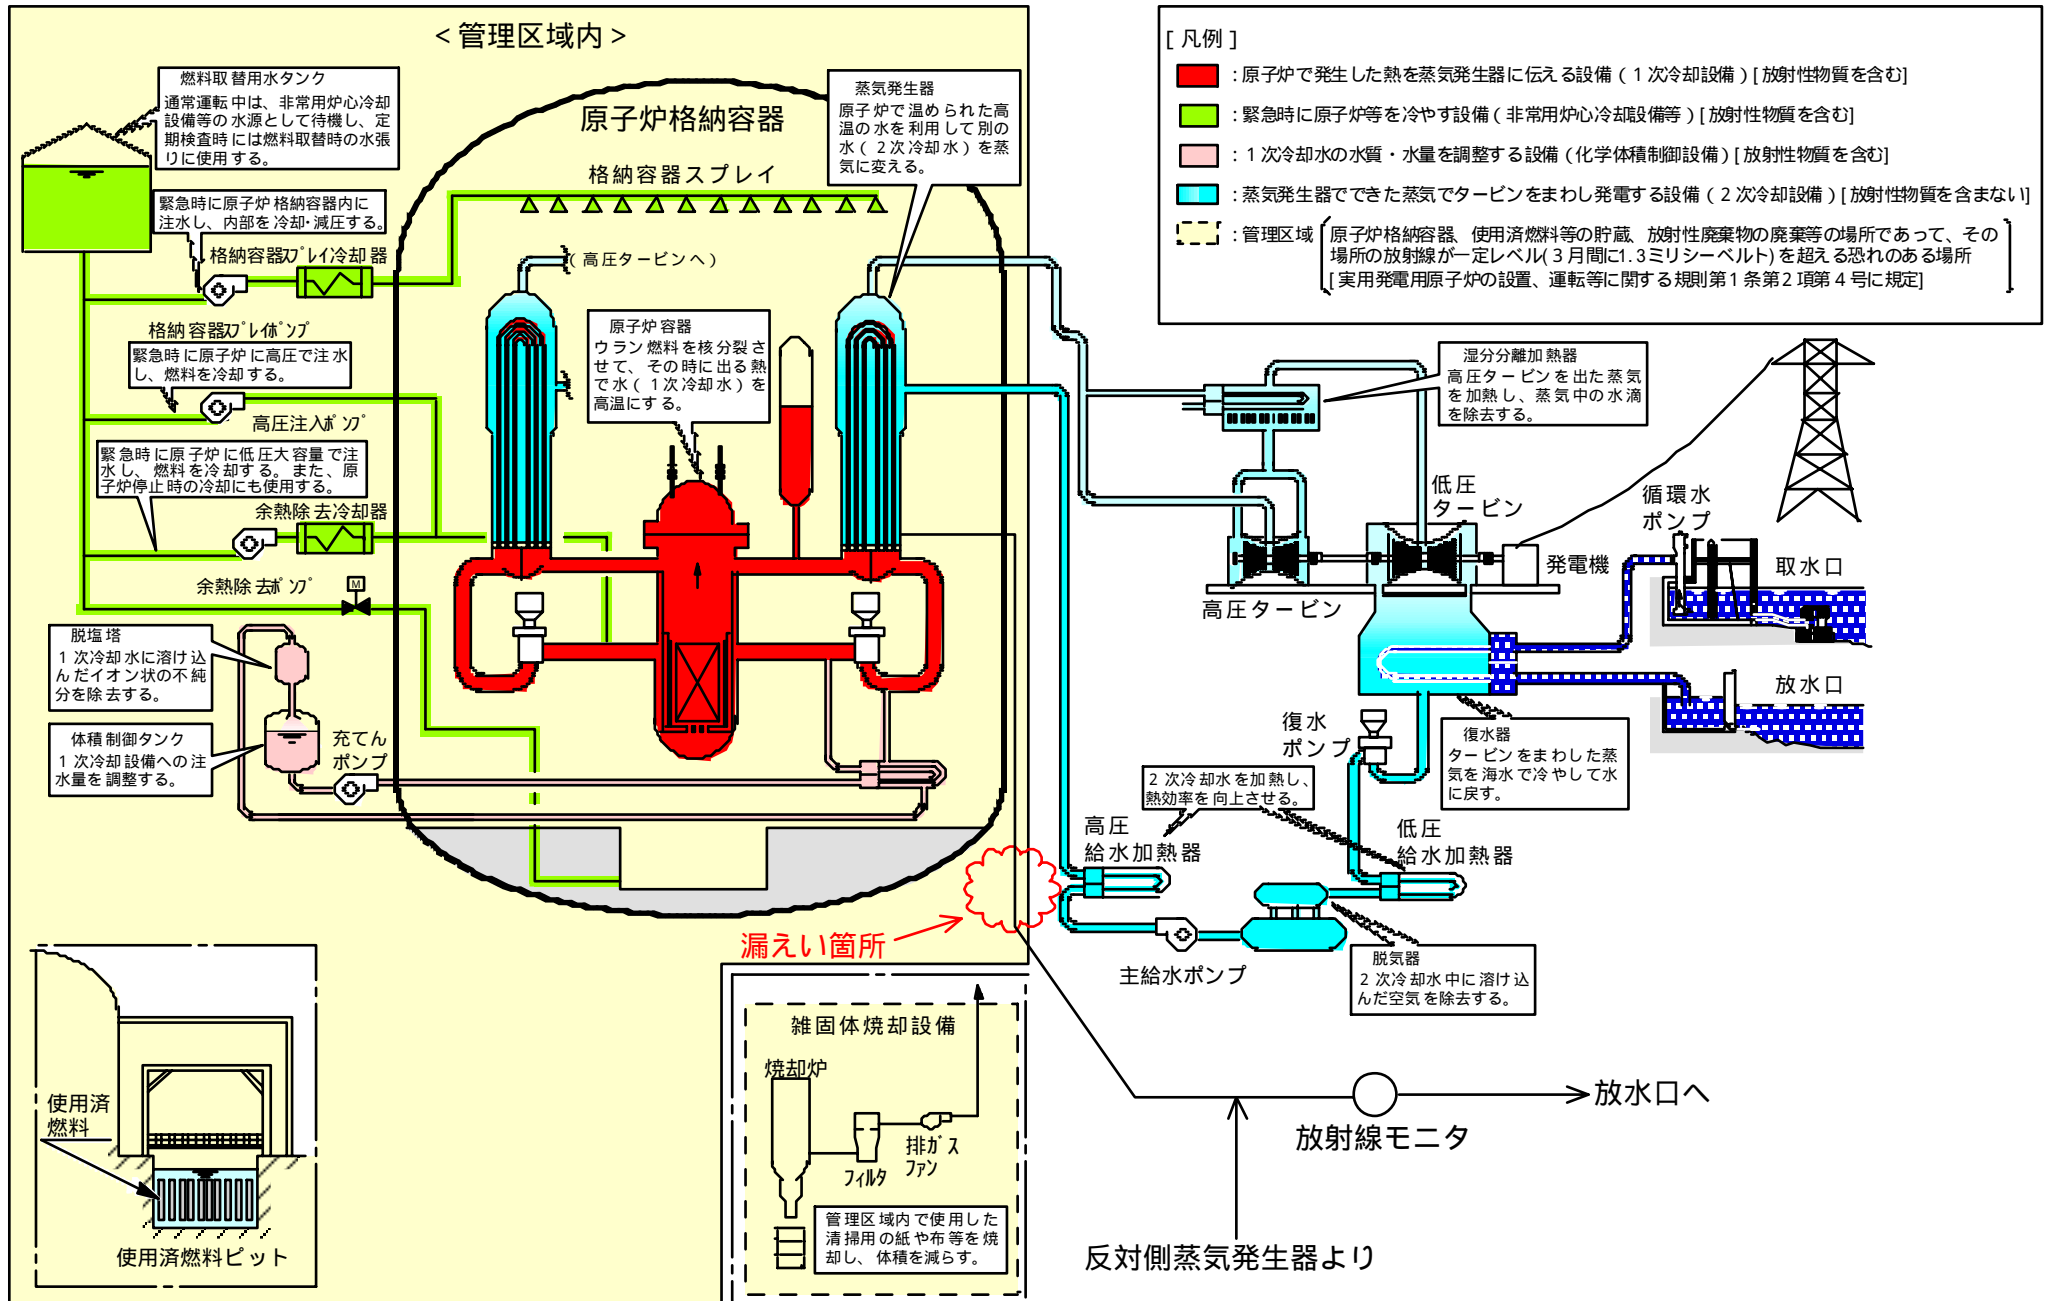 ＜管理区域内＞
燃料取替用水タンク
通常運転中は、非常用炉心冷却
設備等の水源として待機し、定
期検査時には燃料取替時の水張
りに使用する。
原子炉格納容器
蒸気発生器
原子炉で温められた高
温の水を利用して別の
水（２次冷却水）を蒸
気に変える。
格納容器スプレイ
緊急時に原子炉格納容器内に
注水し、内部を冷却･減圧する。
格納容器ｽﾌﾟﾚｲ冷却器
（高圧タービンへ）
格納容器ｽﾌﾟﾚｲﾎﾟﾝﾌﾟ
緊急時に原子炉に高圧で注水
し、燃料を冷却する。
高圧注入ﾎﾟﾝﾌﾟ
原子炉容器
ウラン燃料を核分裂さ
せて、その時に出る熱
で水（１次冷却水）を
高温にする。
緊急時に原子炉に低圧大容量で注
水し、燃料を冷却する。また、原
子炉停止時の冷却にも使用する。
余熱除去冷却器
余熱除去ﾎﾟﾝﾌﾟ
M
脱塩塔
１次冷却水に溶け込
んだイオン状の不純
分を除去する。
体積制御タンク
１次冷却設備への注
水量を調整する。
充てん
ポンプ
漏えい箇所
使用済
燃料
使用済燃料ピット
雑固体焼却設備
焼却炉
フィルタ
排ガス
ファン
管理区域内で使用した
清掃用の紙や布等を焼
却し、体積を減らす。
[凡例]
：原子炉で発生した熱を蒸気発生器に伝える設備（１次冷却設備）[放射性物質を含む]
：緊急時に原子炉等を冷やす設備（非常用炉心冷却設備等）[放射性物質を含む]
：１次冷却水の水質・水量を調整する設備（化学体積制御設備）[放射性物質を含む]
：蒸気発生器でできた蒸気でタービンをまわし発電する設備（２次冷却設備）[放射性物質を含まない]
：管理区域
原子炉格納容器、使用済燃料等の貯蔵、放射性廃棄物の廃棄等の場所であって、その
場所の放射線が一定レベル(３月間に1.3ミリシーベルト)を超える恐れのある場所
[実用発電用原子炉の設置、運転等に関する規則第１条第２項第４号に規定]
湿分分離加熱器
高圧タービンを出た蒸気
を加熱し、蒸気中の水滴
を除去する。
低圧
タービン
高圧タービン
発電機
循環水
ポンプ
取水口
放水口
復水
ポンプ
復水器
タービンをまわした蒸
気を海水で冷やして水
に戻す。
２次冷却水を加熱し、
熱効率を向上させる。
高圧
給水加熱器
低圧
給水加熱器
主給水ポンプ
脱気器
２次冷却水中に溶け込
んだ空気を除去する。
放水口へ
放射線モニタ
反対側蒸気発生器より